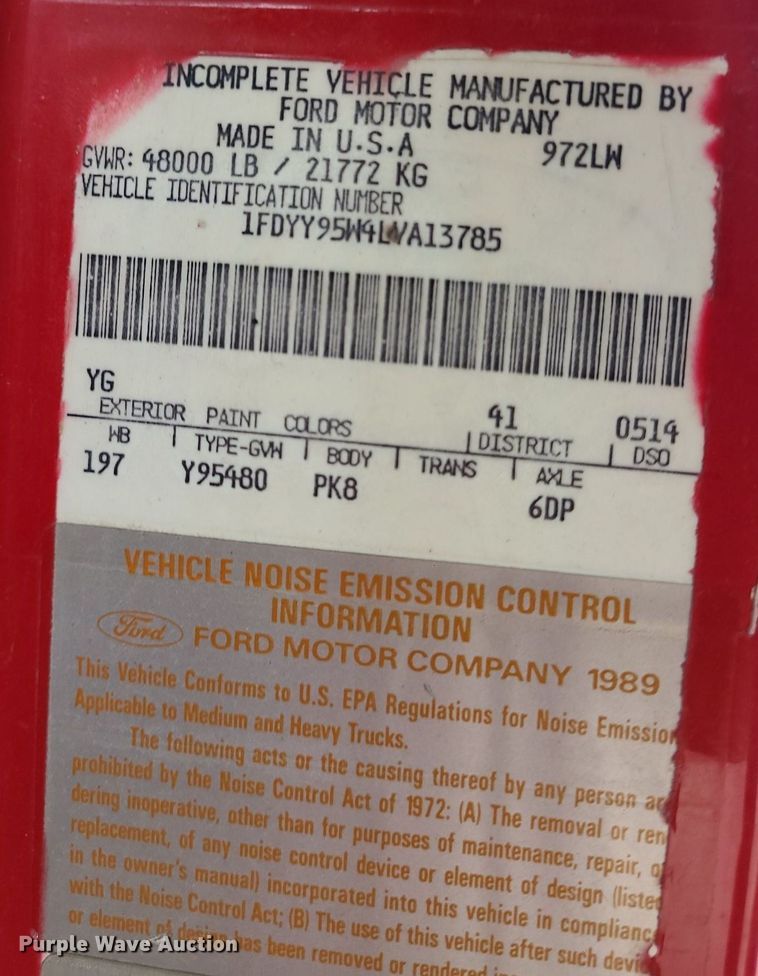 INCOMPLETE VEHICLE MANUFACTURED BY
FORD MOTOR COMPANY
MADE IN U.S.A 972LW
GVWR: 48000 LB / 21772 KG
VEHICLE IDENTIFICATION NUMBER
1FDYY95W4LVA13785
YG 41 0514
EXTERIOR PAINT COLORS DISTRICT DSO
WB TYPE-GVW BODY TRANS AXLE
197 Y95480 PK8 6DP
VEHICLE NOISE EMISSION CONTROL
INFORMATION
Ford FORD MOTOR COMPANY 1989
This Vehicle Conforms to U.S. EPA Regulations for Noise Emission
Applicable to Medium and Heavy Trucks.
The following acts or the causing thereof by any person ar
prohibited by the Noise Control Act of 1972: (A) The removal or ren
dering inoperative, other than for purposes of maintenance, repair, o
replacement, of any noise control device or element of design (listed
in the owner's manual) incorporated into this vehicle in complianc
with the Noise Control Act; (B) The use of this vehicle after such devi
or element of design has been removed or rendered
Purple Wave Auction